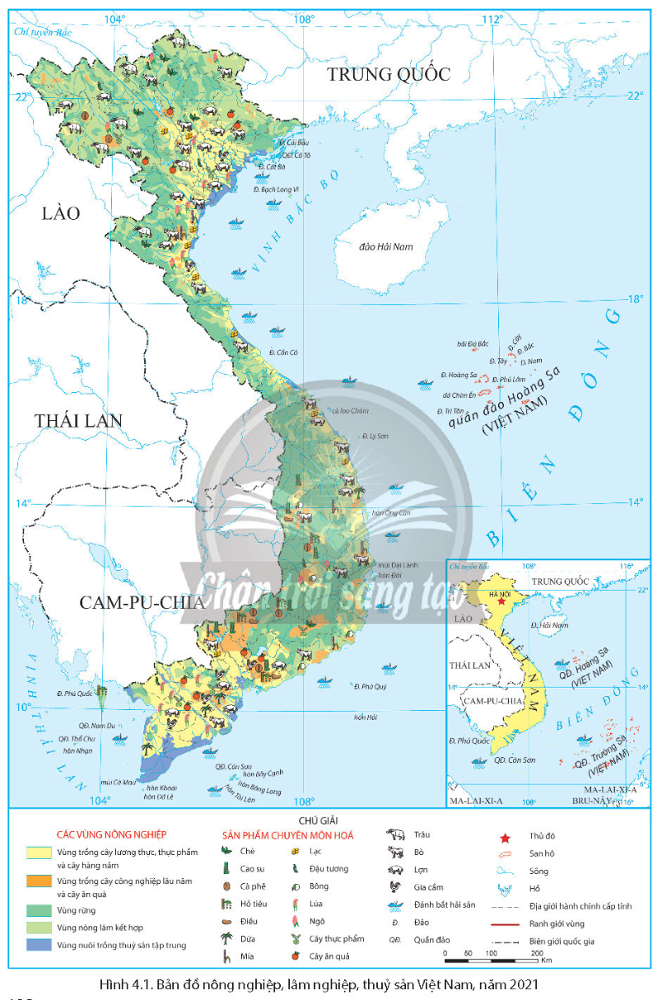 104°
108°
112°
Chí tuyến Bắc
TRUNG QUỐC
22°
22°
Đ. Cái Bầu
QĐ. Cô Tô
Đ. Cát Bà
Đ. Bạch Long Vĩ
VỊNH BẮC BỘ
LÀO
đảo Hải Nam
18°
18°
Đ. Cồn Cỏ
bãi Đá Bắc
Đ. Cây
Đ. Bắc
Đ. Tây
Đ. Nam
Đ. Hoàng Sa
Đ. Phú Lâm
đá Chim Én
Đ. Tri Tôn
quần đảo Hoàng Sa
(VIỆT NAM)
BIỂN ĐÔNG
THÁI LAN
cù lao Chàm
Đ. Lý Sơn
14°
14°
hòn Ông Căn
mũi Đại Lãnh
hòn Đôi
Chân trời sáng tạo
CAM-PU-CHIA
VỊNH THÁI LAN
Đ. Phú Quốc
10°
Đ. Phú Quý
hòn Hải
QĐ. Nam Du
QĐ. Thổ Chu
hòn Nhạn
mũi Cà Mau
hòn Khoai
hòn Đá Lẻ
QĐ. Côn Sơn
hòn Bảy Cạnh
hòn Bông Lang
hòn Tài Lớn
104°
108°
Chí tuyến Bắc
108°
116°
TRUNG QUỐC
22°
22°
HÀ NỘI
LÀO
Đ. Hải Nam
VIỆT NAM
THÁI LAN
QĐ. Hoàng Sa
(VIỆT NAM)
14°
14°
CAM-PU-CHIA
BIỂN ĐÔNG
Đ. Phú Quốc
QĐ. Côn Sơn
QĐ. Trường Sa
(VIỆT NAM)
6°
6°
MA-LAI-XI-A
MA-LAI-XI-A
BRU-NÂY
108°
116°
CHÚ GIẢI
CÁC VÙNG NÔNG NGHIỆP
Vùng trồng cây lương thực, thực phẩm
và cây hàng năm
Vùng trồng cây công nghiệp lâu năm
và cây ăn quả
Vùng rừng
Vùng nông lâm kết hợp
Vùng nuôi trồng thuỷ sản tập trung
SẢN PHẨM CHUYÊN MÔN HOÁ
Chè
Cao su
Cà phê
Hồ tiêu
Điều
Dừa
Mía
Lạc
Đậu tương
Bông
Lúa
Ngô
Cây thực phẩm
Cây ăn quả
Trâu
Bò
Lợn
Gia cầm
Đánh bắt hải sản
Đ. Đảo
QĐ. Quần đảo
Thủ đô
San hô
Sông
Hồ
Địa giới hành chính cấp tỉnh
Ranh giới vùng
Biên giới quốc gia
0 50 100 200
Km
Hình 4.1. Bản đồ nông nghiệp, lâm nghiệp, thuỷ sản Việt Nam, năm 2021